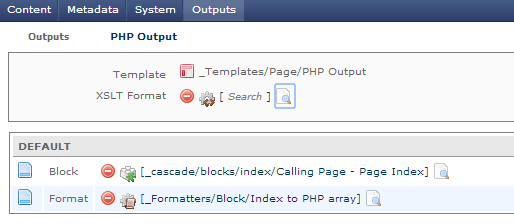 Content Metadata System Outputs
Outputs PHP Output
Template _Templates/Page/PHP Output
XSLT Format [ Search ]
DEFAULT
Block [_cascade/blocks/index/Calling Page - Page Index]
Format [_Formatters/Block/Index to PHP array]